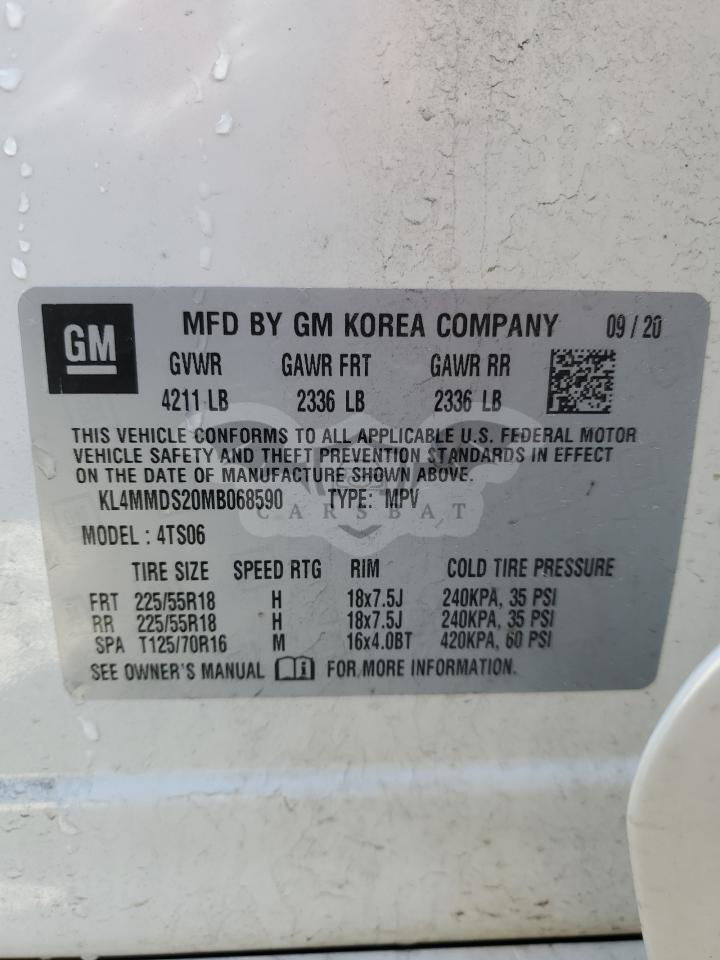 GM
MFD BY GM KOREA COMPANY 09 / 20
GVWR GAWR FRT GAWR RR
4211 LB 2336 LB 2336 LB
THIS VEHICLE CONFORMS TO ALL APPLICABLE U.S. FEDERAL MOTOR
VEHICLE SAFETY AND THEFT PREVENTION STANDARDS IN EFFECT
ON THE DATE OF MANUFACTURE SHOWN ABOVE.
KL4MMDS20MB068590 TYPE: MPV
CARSBAT
MODEL : 4TS06
TIRE SIZE SPEED RTG RIM COLD TIRE PRESSURE
FRT 225/55R18 H 18x7.5J 240KPA, 35 PSI
RR 225/55R18 H 18x7.5J 240KPA, 35 PSI
SPA T125/70R16 M 16x4.0BT 420KPA, 60 PSI
SEE OWNER'S MANUAL i FOR MORE INFORMATION.